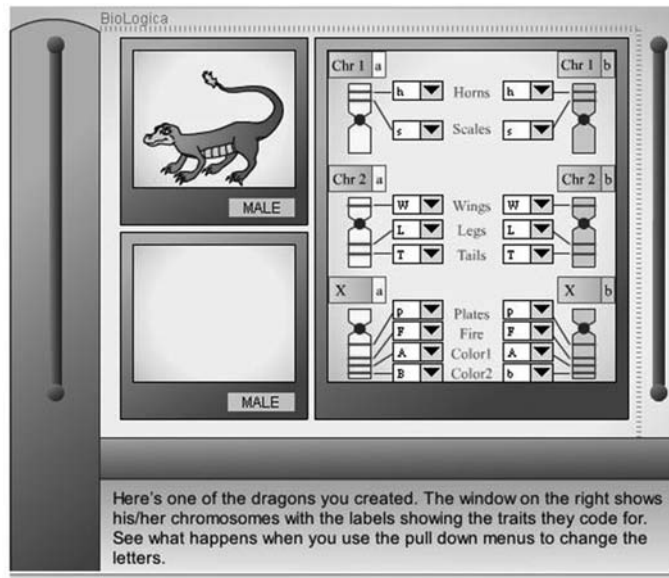 BioLogica
Chr 1 a Chr 1 b
h Horns h
s Scales s
MALE
Chr 2 a Chr 2 b
W Wings W
L Legs L
T Tails T
X a X b
p Plates p
F Fire F
A Color1 A
B Color2 b
MALE
Here's one of the dragons you created. The window on the right shows
his/her chromosomes with the labels showing the traits they code for.
See what happens when you use the pull down menus to change the
letters.